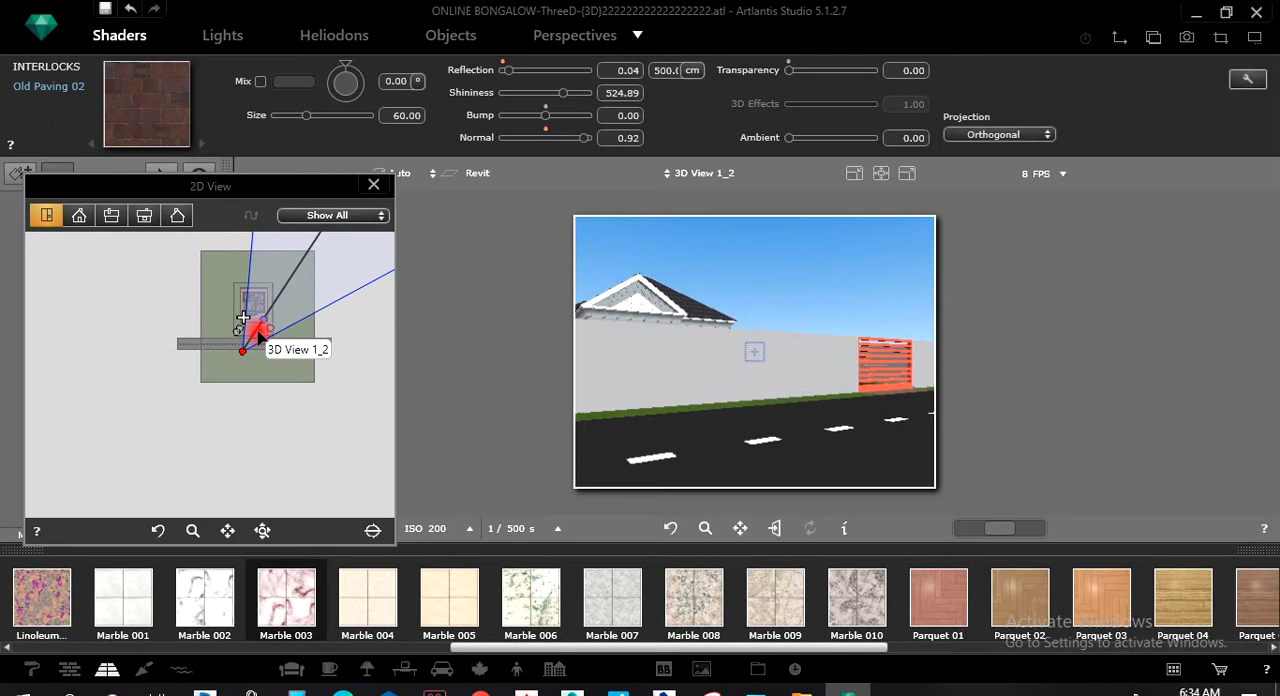 ONLINE BONGALOW-ThreeD-{3D}22222222222222222.atl - Artlantis Studio 5.1.2.7
Shaders Lights Heliodons Objects Perspectives
INTERLOCKS
Old Paving 02
Mix 0.00 °
Size 60.00
Reflection 0.04 500.( cm
Shininess 524.89
Bump 0.00
Normal 0.92
Transparency 0.00
3D Effects 1.00
Ambient 0.00
Projection
Orthogonal
?
2D View
Show All
3D View 1_2
?
Revit
3D View 1_2
8 FPS
ISO 200 1 / 500 s
i ?
Linoleum... Marble 001 Marble 002 Marble 003 Marble 004 Marble 005 Marble 006 Marble 007 Marble 008 Marble 009 Marble 010 Parquet 01 Parquet 02 Parquet 03 Parquet 04 Parquet
Activate Windows
Go to Settings to activate Windows.
BB ?
6:34 AM